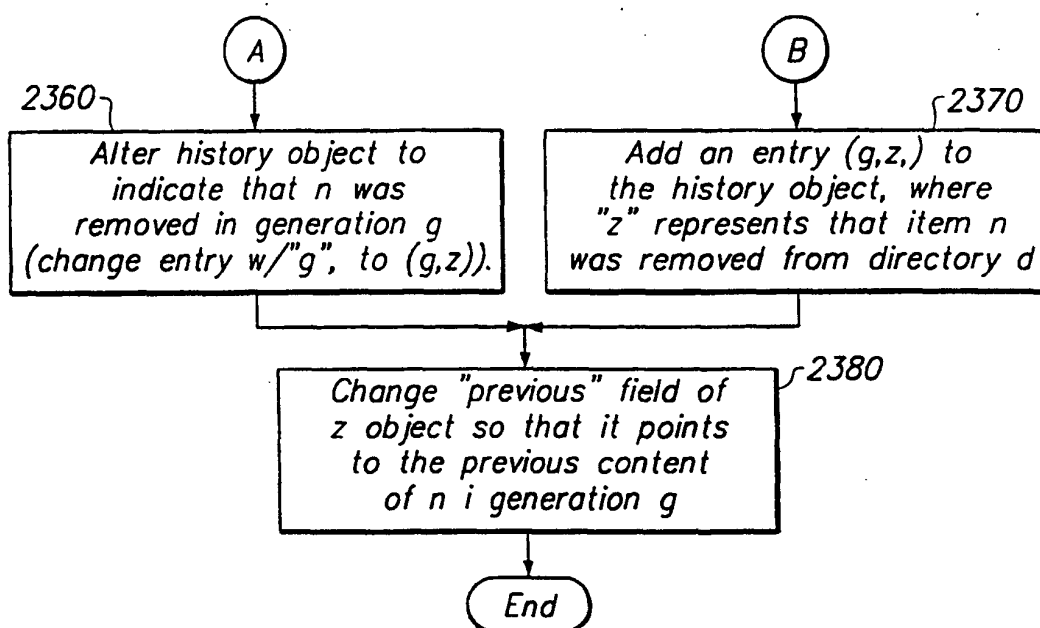 A
B
2360
Alter history object to
indicate that n was
removed in generation g
(change entry w/"g", to (g,z)).
2370
Add an entry (g,z,) to
the history object, where
"z" represents that item n
was removed from directory d
2380
Change "previous" field of
z object so that it points
to the previous content
of n i generation g
End